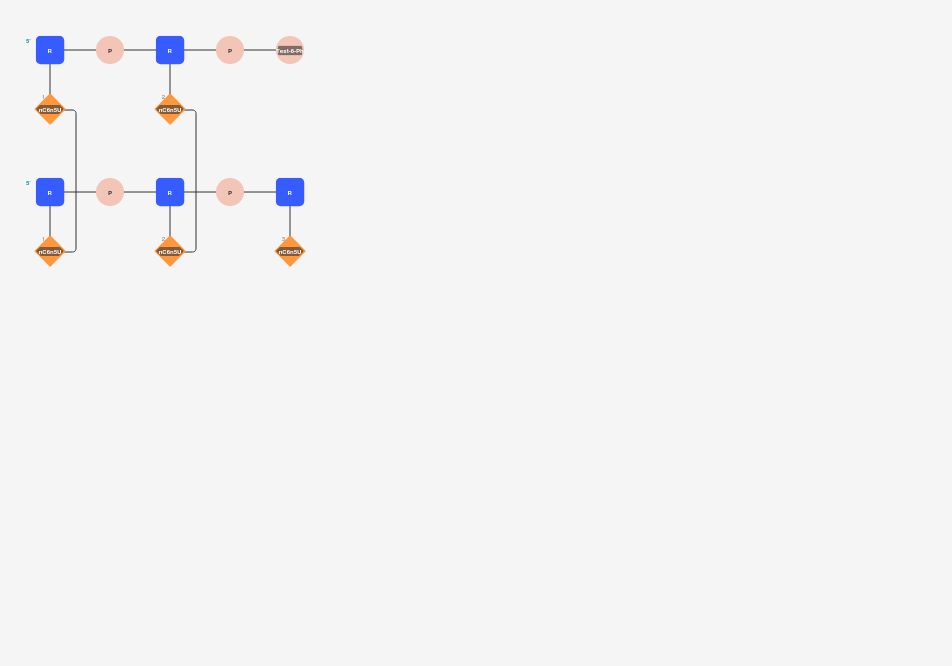 5'
R P R P Test-6-Ph
1 2
nC6n5U nC6n5U
5'
R P R P R
1 2 3
nC6n5U nC6n5U nC6n5U